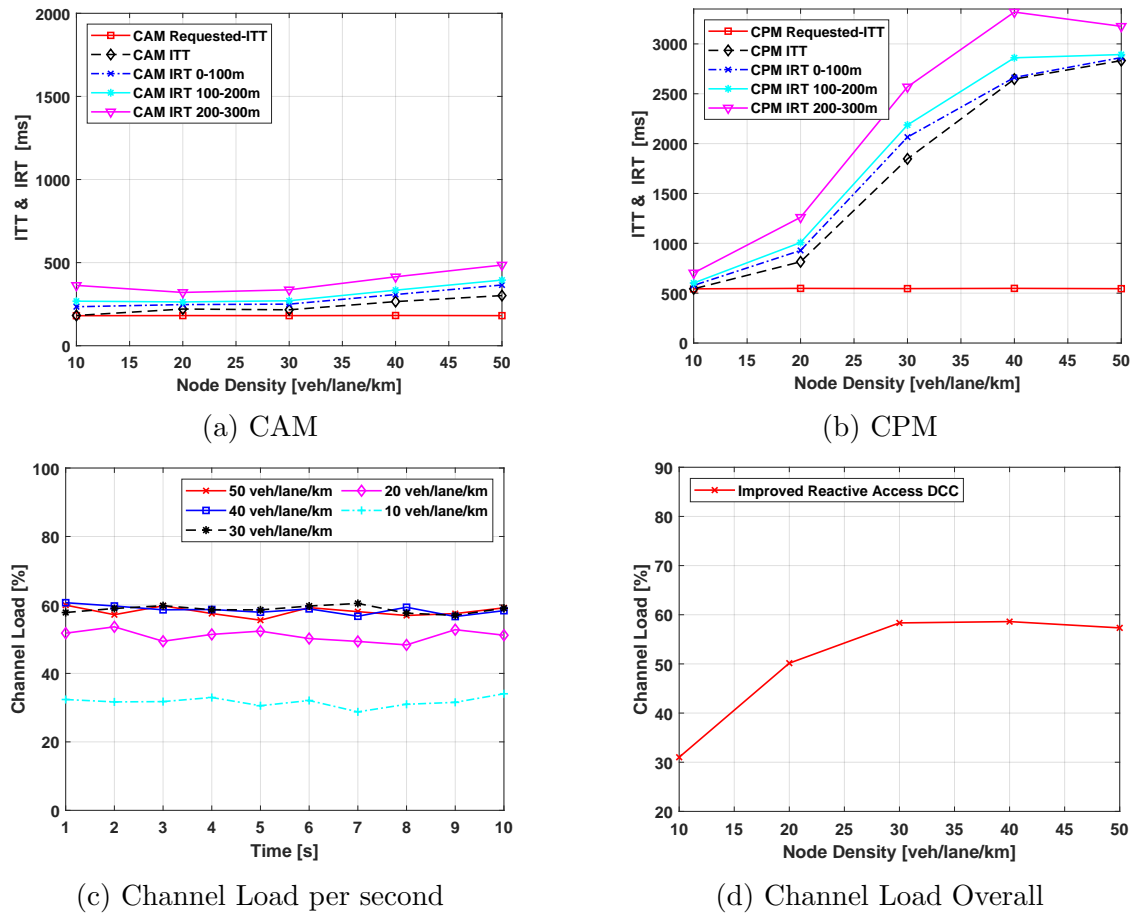 2000
1500
1000
500
0
ITT & IRT [ms]
CAM Requested-ITT
CAM ITT
CAM IRT 0-100m
CAM IRT 100-200m
CAM IRT 200-300m
10 15 20 25 30 35 40 45 50
Node Density [veh/lane/km]
(a) CAM
3000
2500
2000
1500
1000
500
0
ITT & IRT [ms]
CPM Requested-ITT
CPM ITT
CPM IRT 0-100m
CPM IRT 100-200m
CPM IRT 200-300m
10 15 20 25 30 35 40 45 50
Node Density [veh/lane/km]
(b) CPM
100
80
60
40
20
0
Channel Load [%]
50 veh/lane/km 20 veh/lane/km
40 veh/lane/km 10 veh/lane/km
30 veh/lane/km
1 2 3 4 5 6 7 8 9 10
Time [s]
(c) Channel Load per second
90
80
70
60
50
40
30
20
Channel Load [%]
Improved Reactive Access DCC
10 15 20 25 30 35 40 45 50
Node Density [veh/lane/km]
(d) Channel Load Overall